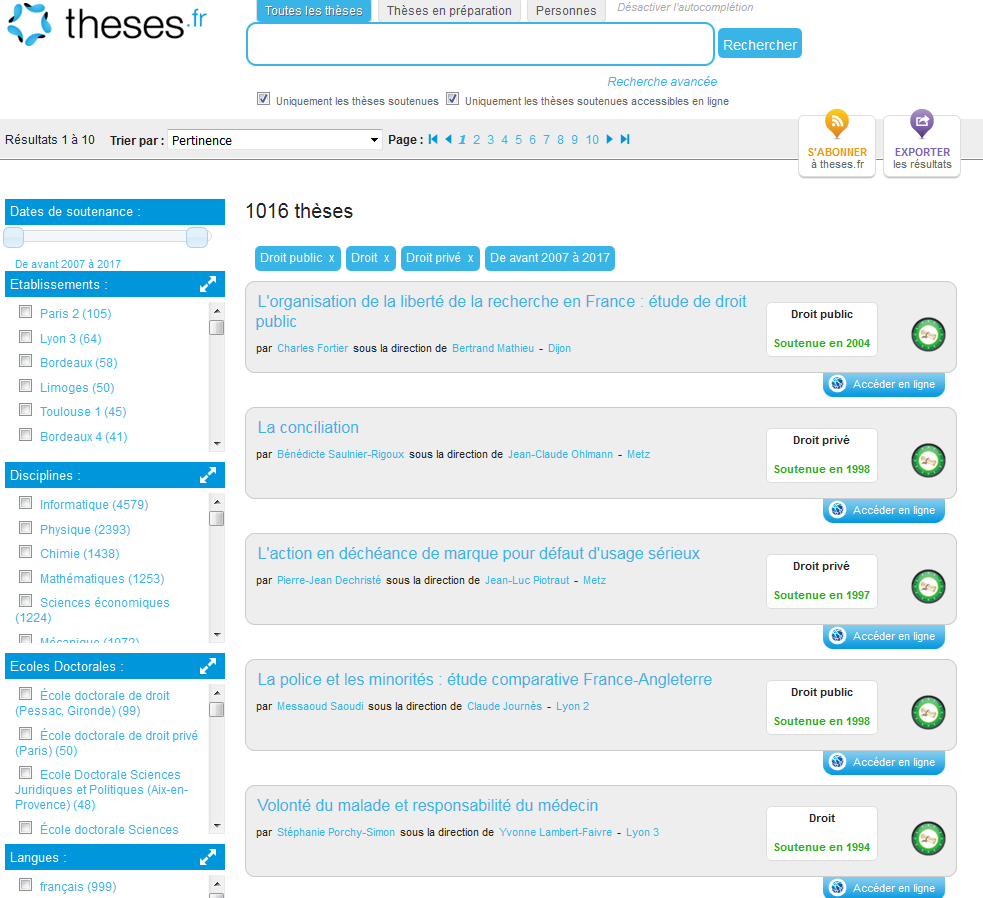 theses.fr
Toutes les thèses
Thèses en préparation
Personnes
Désactiver l'autocomplétion
Rechercher
Recherche avancée
Uniquement les thèses soutenues
Uniquement les thèses soutenues accessibles en ligne
Résultats 1 à 10
Trier par :
Pertinence
Page : 1 2 3 4 5 6 7 8 9 10
S'ABONNER
à theses.fr
EXPORTER
les résultats
Dates de soutenance :
De avant 2007 à 2017
Etablissements :
Paris 2 (105)
Lyon 3 (64)
Bordeaux (58)
Limoges (50)
Toulouse 1 (45)
Bordeaux 4 (41)
Disciplines :
Informatique (4579)
Physique (2393)
Chimie (1438)
Mathématiques (1253)
Sciences économiques
(1224)
Mécanique (1072)
Ecoles Doctorales :
École doctorale de droit
(Pessac, Gironde) (99)
École doctorale de droit privé
(Paris) (50)
Ecole Doctorale Sciences
Juridiques et Politiques (Aix-en-
Provence) (48)
École doctorale Sciences
Langues :
français (999)
1016 thèses
Droit public x
Droit x
Droit privé x
De avant 2007 à 2017
L'organisation de la liberté de la recherche en France : étude de droit
public
par Charles Fortier sous la direction de Bertrand Mathieu - Dijon
Droit public
Soutenue en 2004
Accéder en ligne
La conciliation
par Bénédicte Saulnier-Rigoux sous la direction de Jean-Claude Ohlmann - Metz
Droit privé
Soutenue en 1998
Accéder en ligne
L'action en déchéance de marque pour défaut d'usage sérieux
par Pierre-Jean Dechristé sous la direction de Jean-Luc Piotraut - Metz
Droit privé
Soutenue en 1997
Accéder en ligne
La police et les minorités : étude comparative France-Angleterre
par Messaoud Saoudi sous la direction de Claude Journès - Lyon 2
Droit public
Soutenue en 1998
Accéder en ligne
Volonté du malade et responsabilité du médecin
par Stéphanie Porchy-Simon sous la direction de Yvonne Lambert-Faivre - Lyon 3
Droit
Soutenue en 1994
Accéder en ligne